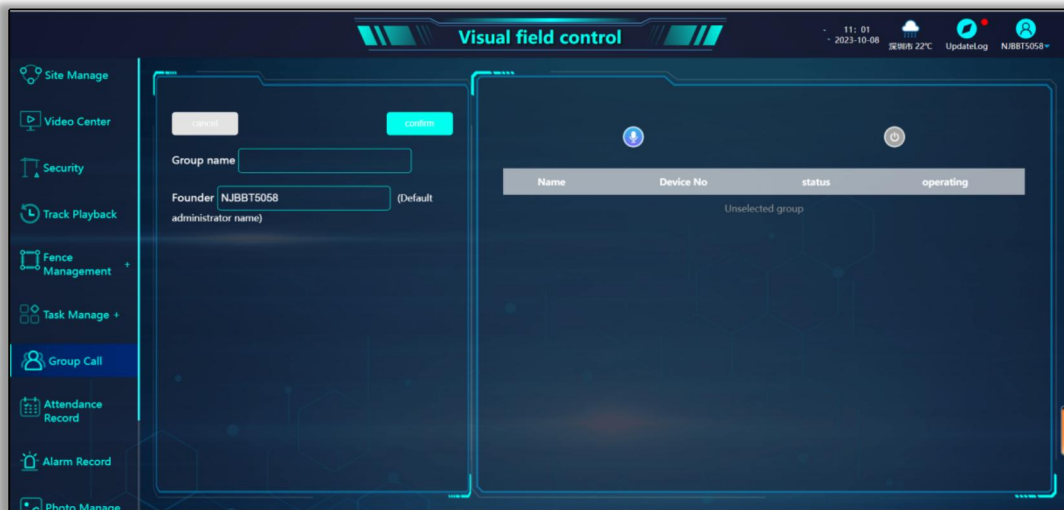 Visual field control
11: 01
- 2023-10-08
深圳市 22℃
UpdateLog
NJBBT5058
Site Manage
Video Center
Security
Track Playback
Fence
Management +
Task Manage +
Group Call
Attendance
Record
Alarm Record
Photo Manage
cancel
confirm
Group name
Founder NJBBT5058 (Default
administrator name)
Name Device No status operating
Unselected group